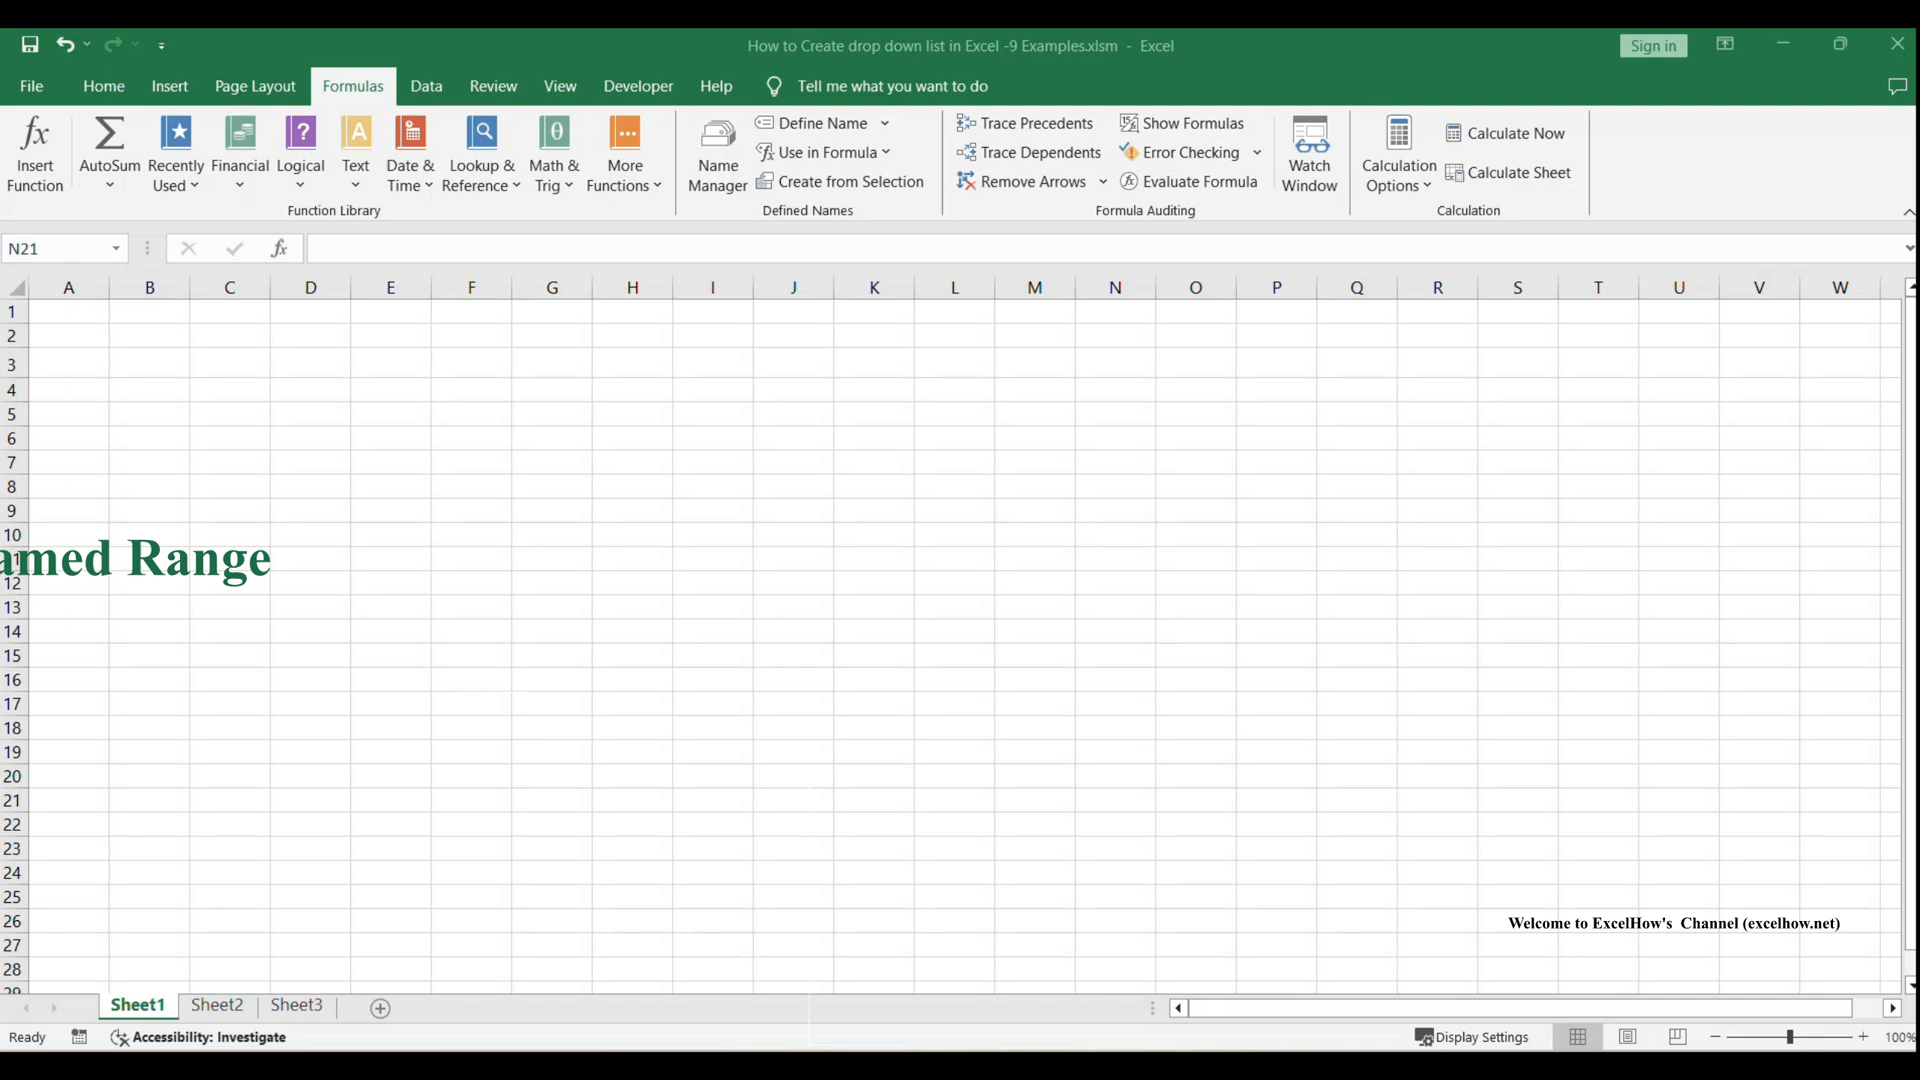 How to Create drop down list in Excel -9 Examples.xlsm - Excel
Sign in
File Home Insert Page Layout Formulas Data Review View Developer Help Tell me what you want to do
Insert Function
AutoSum
Recently Used
Financial
Logical
Text
Date & Time
Lookup & Reference
Math & Trig
More Functions
Function Library
Name Manager
Define Name
Use in Formula
Create from Selection
Defined Names
Trace Precedents
Trace Dependents
Remove Arrows
Show Formulas
Error Checking
Evaluate Formula
Formula Auditing
Watch Window
Calculation Options
Calculate Now
Calculate Sheet
Calculation
N21
fx
A B C D E F G H I J K L M N O P Q R S T U V W
1
2
3
4
5
6
7
8
9
10
amed Range
12
13
14
15
16
17
18
19
20
21
22
23
24
25
26
Welcome to ExcelHow's Channel (excelhow.net)
27
28
29
Sheet1 Sheet2 Sheet3
Ready Accessibility: Investigate Display Settings 100%